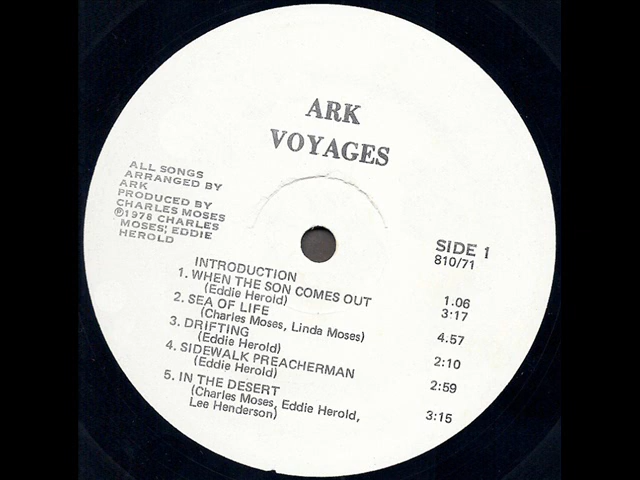 ARK
VOYAGES
ALL SONGS
ARRANGED BY
ARK
PRODUCED BY
CHARLES MOSES
℗1978 CHARLES
MOSES; EDDIE
HEROLD
SIDE 1
810/71
INTRODUCTION 1.06
1. WHEN THE SON COMES OUT 3:17
(Eddie Herold)
2. SEA OF LIFE 4.57
(Charles Moses, Linda Moses)
3. DRIFTING 2:10
(Eddie Herold)
4. SIDEWALK PREACHERMAN 2:59
(Eddie Herold)
5. IN THE DESERT 3:15
(Charles Moses, Eddie Herold,
Lee Henderson)